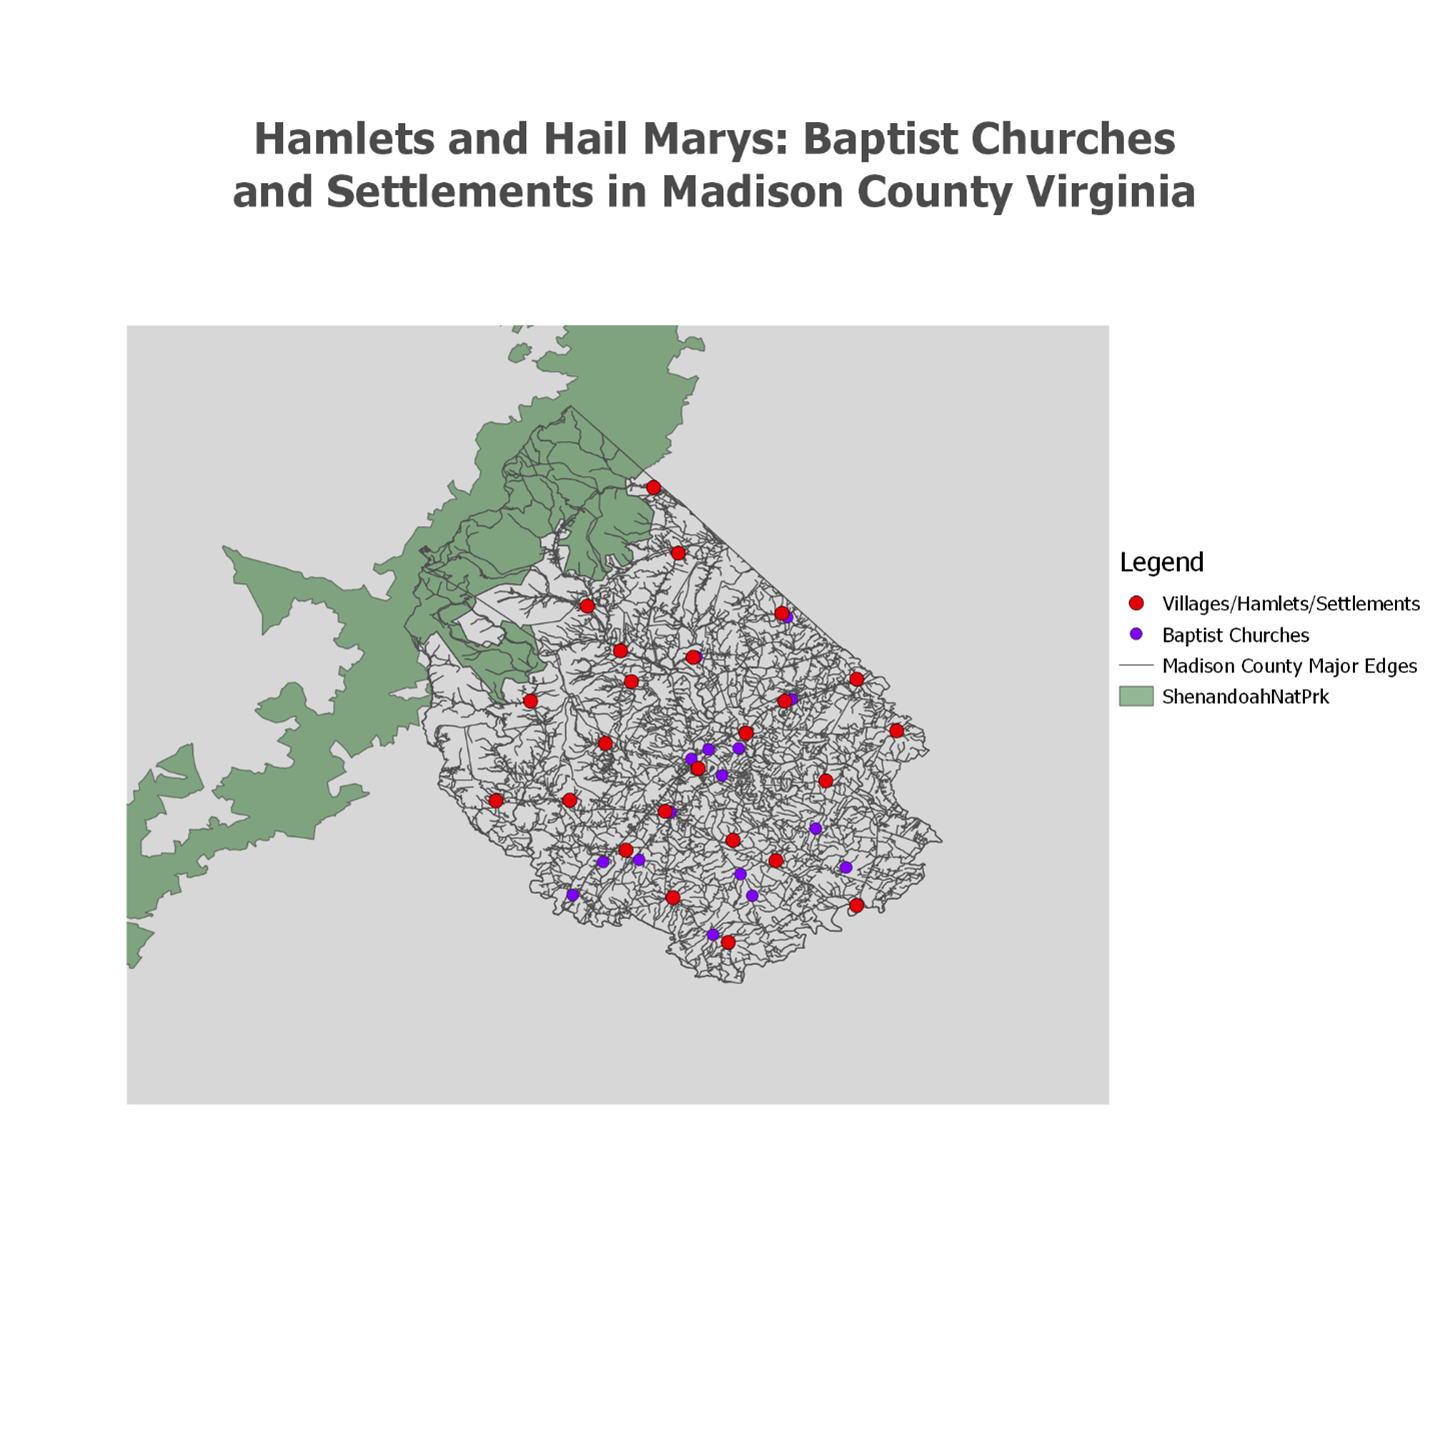 Hamlets and Hail Marys: Baptist Churches
and Settlements in Madison County Virginia
Legend
Villages/Hamlets/Settlements
Baptist Churches
Madison County Major Edges
ShenandoahNatPrk